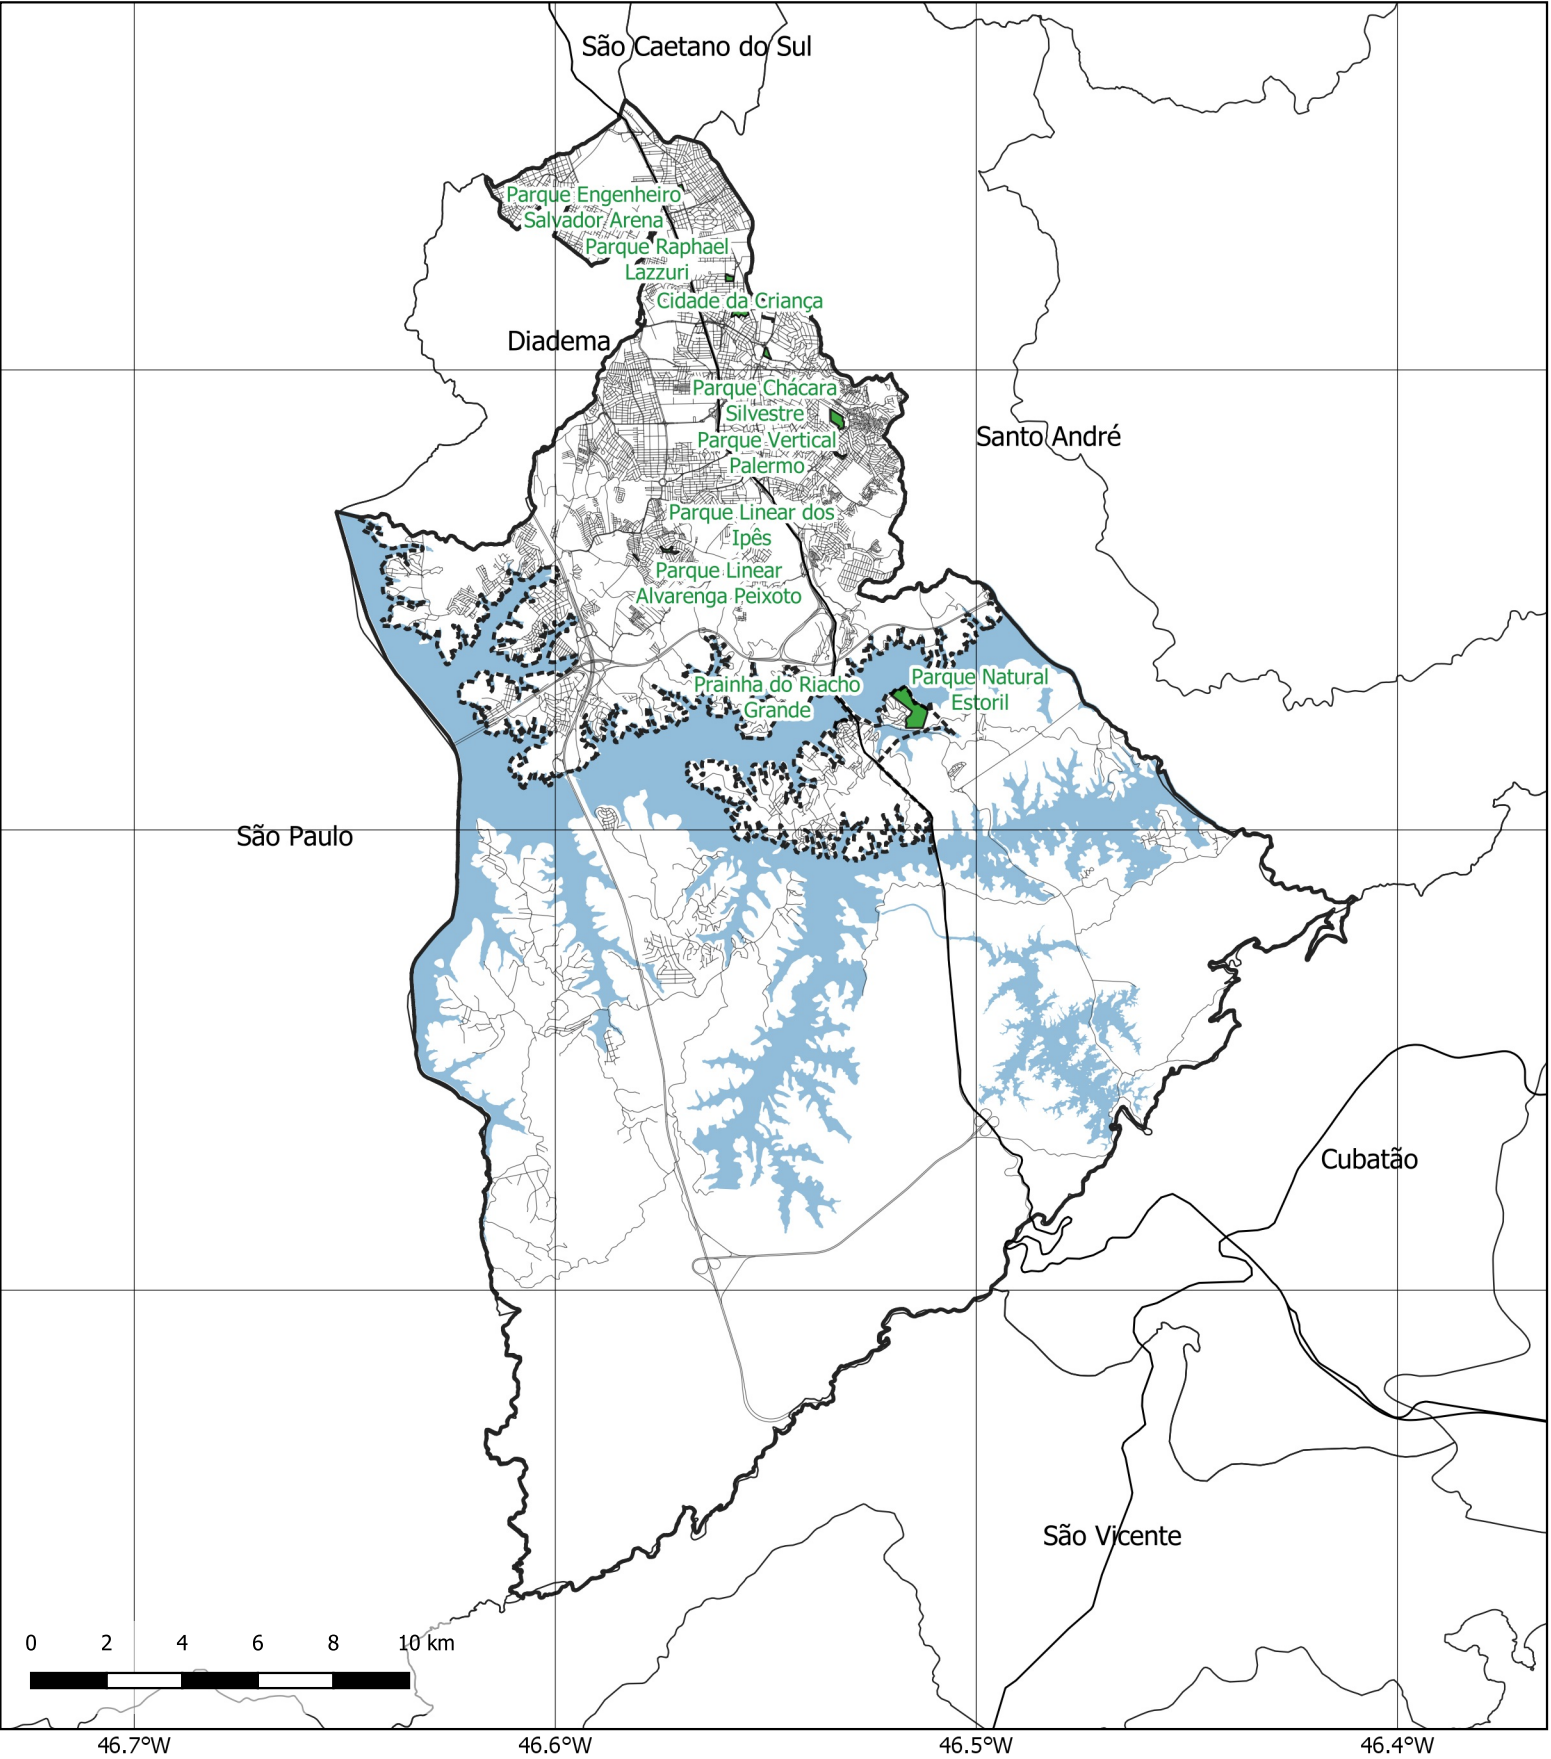 São Caetano do Sul
Parque Engenheiro
Salvador Arena
Parque Raphael
Lazzuri
Cidade da Criança
Diadema
Parque Chácara
Silvestre
Santo André
Parque Vertical
Palermo
Parque Linear dos
Ipês
Parque Linear
Alvarenga Peixoto
Prainha do Riacho
Grande
Parque Natural
Estoril
São Paulo
Cubatão
São Vicente
0 2 4 6 8 10 km
46.7°W 46.6°W 46.5°W 46.4°W